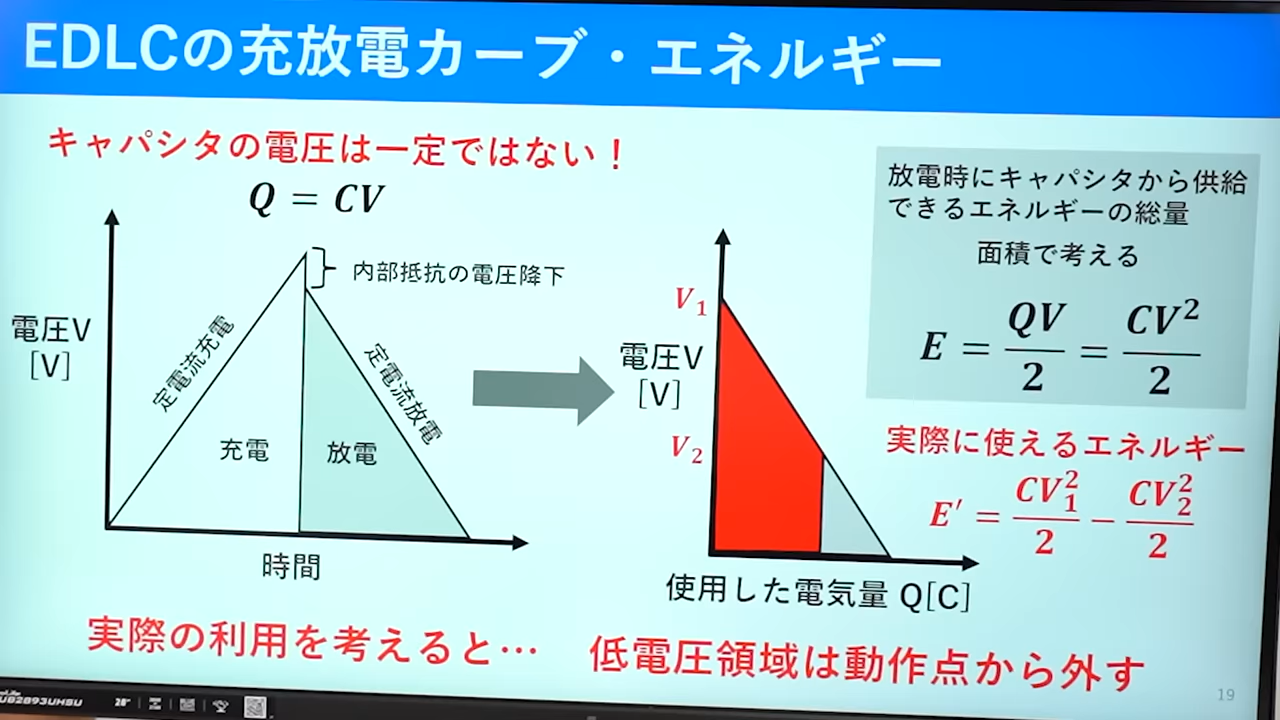 EDLCの充放電カーブ・エネルギー
キャパシタの電圧は一定ではない！
Q = CV
内部抵抗の電圧降下
電圧V
[V]
定電流充電
定電流放電
充電
放電
時間
V₁
電圧V
[V]
V₂
使用した電気量 Q[C]
放電時にキャパシタから供給
できるエネルギーの総量
面積で考える
E = QV/2 = CV²/2
実際に使えるエネルギー
E′ = CV₁²/2 − CV₂²/2
実際の利用を考えると…
低電圧領域は動作点から外す
19
UB2893UHSU
28"